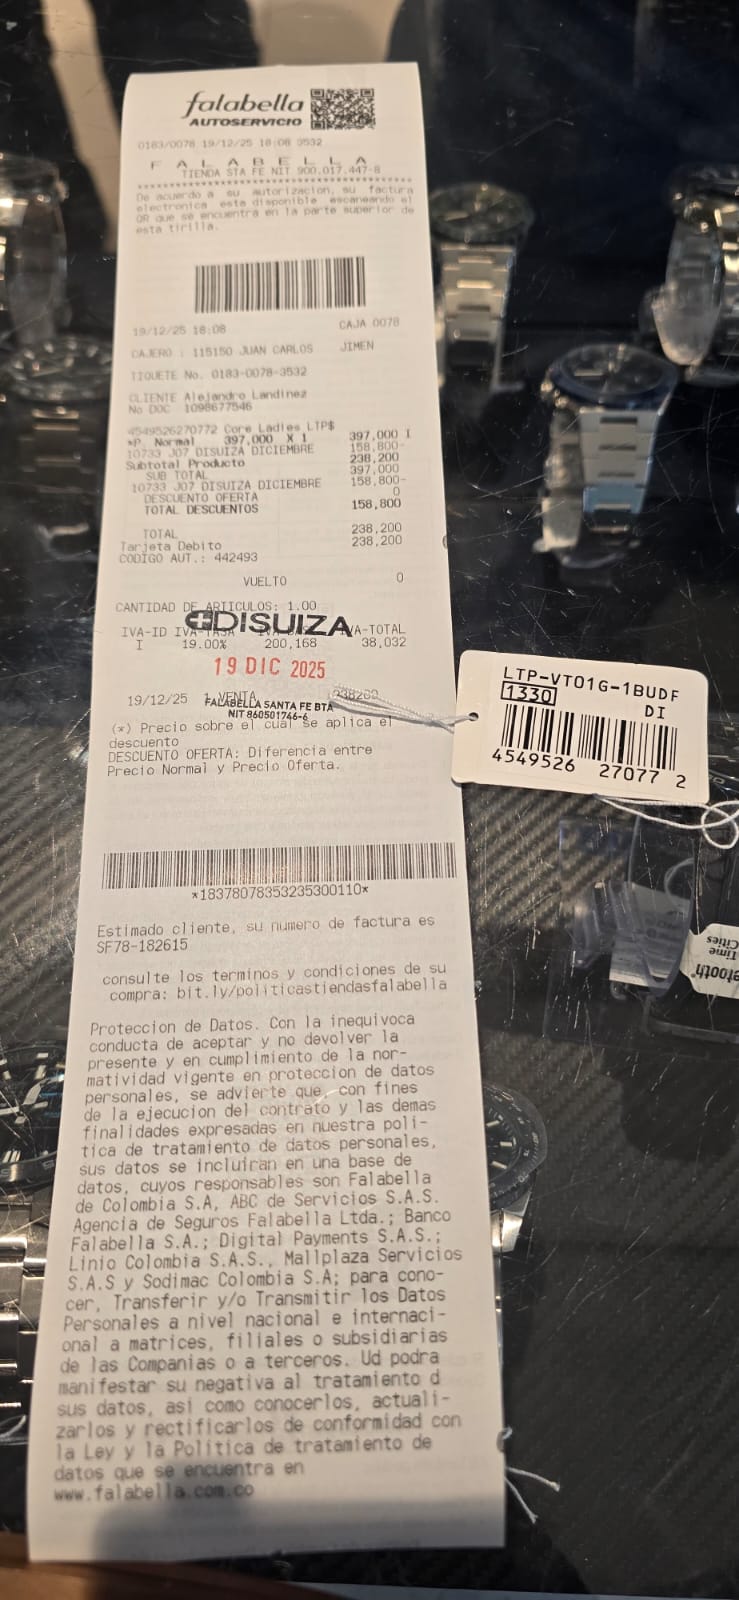 falabella
AUTOSERVICIO
0183/0078 19/12/25 18:08 3532
F A L A B E L L A
TIENDA STA FE NIT 900.017.447-8
De acuerdo a su autorizacion, su factura
electronica esta disponible escaneando el
QR que se encuentra en la parte superior de
esta tirilla.
19/12/25 18:08 CAJA 0078
CAJERO : 115150 JUAN CARLOS JIMEN
TIQUETE No. 0183-0078-3532
CLIENTE Alejandro Landinez
No DOC 1098677546
4549526270772 Core Ladies LTP$
*P. Normal 397,000 X 1 397,000 I
10733 J07 DISUIZA DICIEMBRE 158,800-
Subtotal Producto 238,200
SUB TOTAL 397,000
10733 J07 DISUIZA DICIEMBRE 158,800-
DESCUENTO OFERTA 0
TOTAL DESCUENTOS 158,800
TOTAL 238,200
Tarjeta Debito 238,200
CODIGO AUT.: 442493
VUELTO 0
CANTIDAD DE ARTICULOS: 1.00
DISUIZA
IVA-ID IVA-TASA VA-TOTAL
I 19.00% 200,168 38,032
19 DIC 2025
19/12/25 1 VENTA 238200
FALABELLA SANTA FE BTA
NIT 860501746-6
(*) Precio sobre el cual se aplica el
descuento
DESCUENTO OFERTA: Diferencia entre
Precio Normal y Precio Oferta.
*18378078353235300110*
Estimado cliente, su numero de factura es
SF78-182615
consulte los terminos y condiciones de su
compra: bit.ly/politicastiendasfalabella
Proteccion de Datos. Con la inequivoca
conducta de aceptar y no devolver la
presente y en cumplimiento de la nor-
matividad vigente en proteccion de datos
personales, se advierte que, con fines
de la ejecucion del contrato y las demas
finalidades expresadas en nuestra poli-
tica de tratamiento de datos personales,
sus datos se incluiran en una base de
datos, cuyos responsables son Falabella
de Colombia S.A, ABC de Servicios S.A.S.
Agencia de Seguros Falabella Ltda.; Banco
Falabella S.A.; Digital Payments S.A.S.;
Linio Colombia S.A.S., Mallplaza Servicios
S.A.S y Sodimac Colombia S.A; para cono-
cer, Transferir y/o Transmitir los Datos
Personales a nivel nacional e internaci-
onal a matrices, filiales o subsidiarias
de las Companias o a terceros. Ud podra
manifestar su negativa al tratamiento d
sus datos, asi como conocerlos, actuali-
zarlos y rectificarlos de conformidad con
la Ley y la Politica de tratamiento de
datos que se encuentra en
www.falabella.com.co
LTP-VT01G-1BUDF
1330 DI
4549526 27077 2
Time
Cities